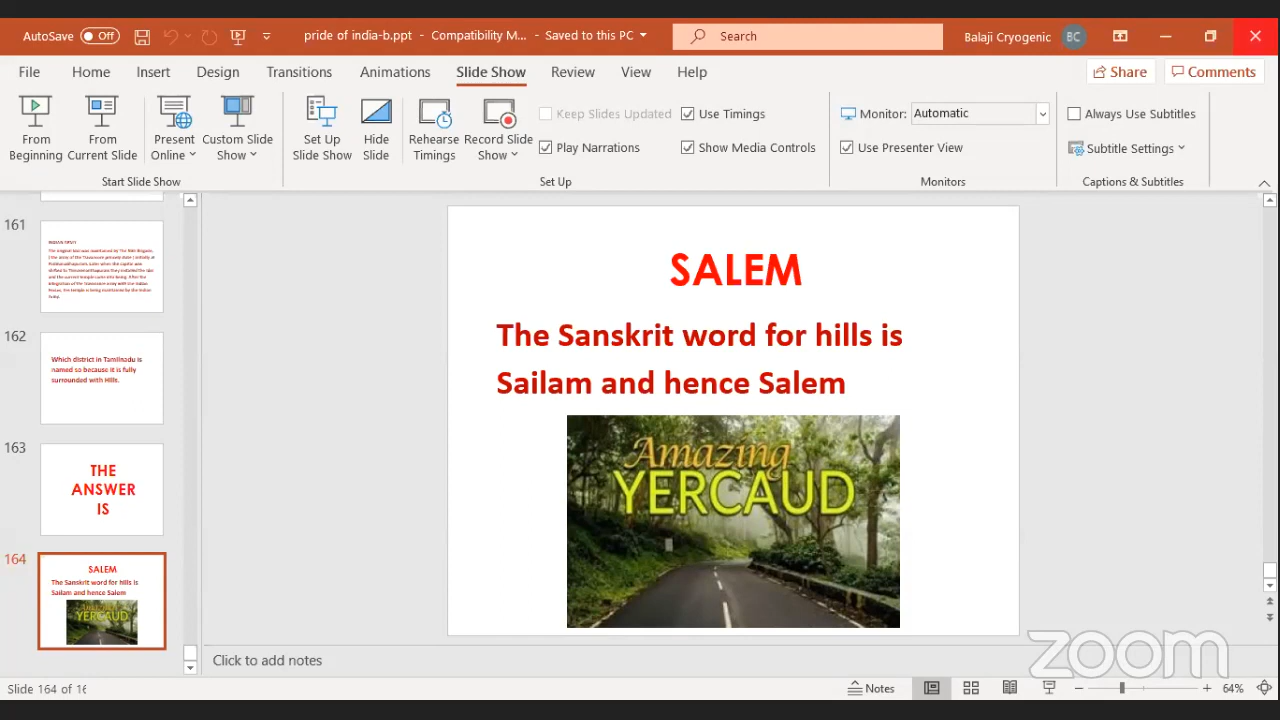 AutoSave Off pride of india-b.ppt - Compatibility M... - Saved to this PC Search Balaji Cryogenic BC
File Home Insert Design Transitions Animations Slide Show Review View Help Share Comments
From Beginning
From Current Slide
Present Online
Custom Slide Show
Start Slide Show
Set Up Slide Show
Hide Slide
Rehearse Timings
Record Slide Show
Keep Slides Updated
Play Narrations
Use Timings
Show Media Controls
Set Up
Monitor: Automatic
Use Presenter View
Monitors
Always Use Subtitles
Subtitle Settings
Captions & Subtitles
161
162
Which district in Tamilnadu is
named so because it is fully
surrounded with Hills.
163
THE
ANSWER
IS
164
SALEM
The Sanskrit word for hills is
Sailam and hence Salem
Amazing
YERCAUD
SALEM
The Sanskrit word for hills is
Sailam and hence Salem
Amazing
YERCAUD
Click to add notes
zoom
Slide 164 of 16
Notes
64%